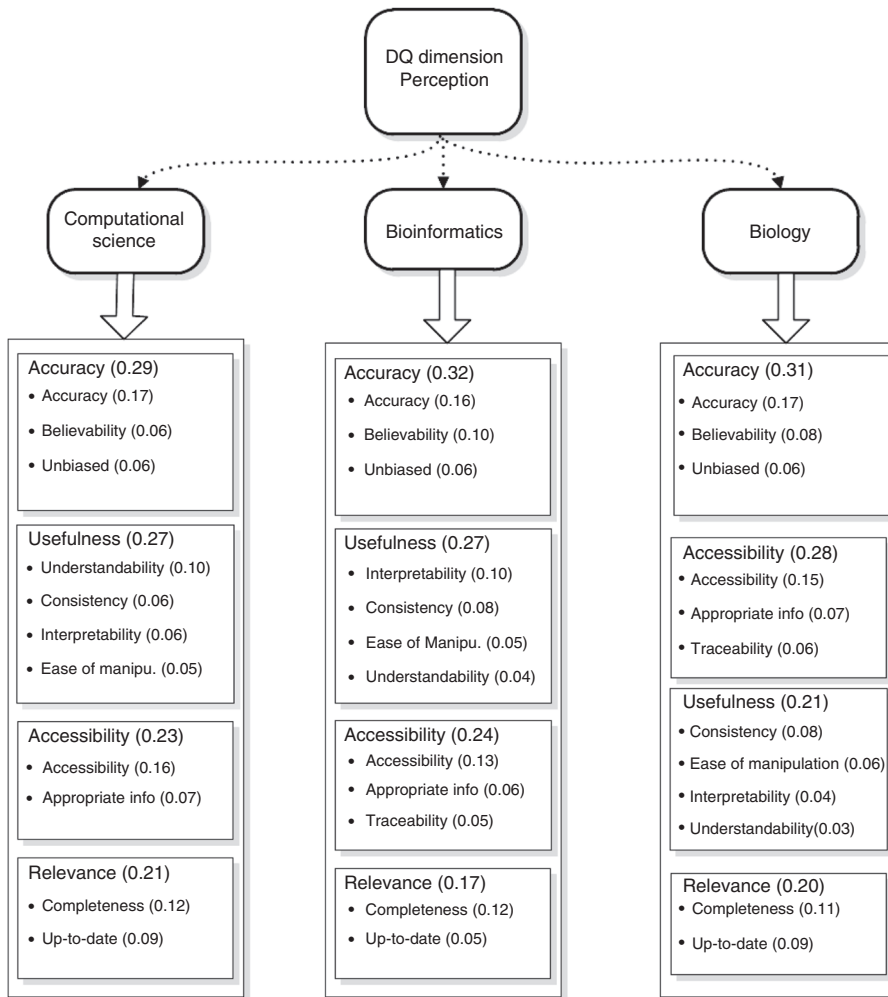 DQ dimension
Perception
Computational
science
Bioinformatics
Biology
Accuracy (0.29)
• Accuracy (0.17)
• Believability (0.06)
• Unbiased (0.06)
Usefulness (0.27)
• Understandability (0.10)
• Consistency (0.06)
• Interpretability (0.06)
• Ease of manipu. (0.05)
Accessibility (0.23)
• Accessibility (0.16)
• Appropriate info (0.07)
Relevance (0.21)
• Completeness (0.12)
• Up-to-date (0.09)
Accuracy (0.32)
• Accuracy (0.16)
• Believability (0.10)
• Unbiased (0.06)
Usefulness (0.27)
• Interpretability (0.10)
• Consistency (0.08)
• Ease of Manipu. (0.05)
• Understandability (0.04)
Accessibility (0.24)
• Accessibility (0.13)
• Appropriate info (0.06)
• Traceability (0.05)
Relevance (0.17)
• Completeness (0.12)
• Up-to-date (0.05)
Accuracy (0.31)
• Accuracy (0.17)
• Believability (0.08)
• Unbiased (0.06)
Accessibility (0.28)
• Accessibility (0.15)
• Appropriate info (0.07)
• Traceability (0.06)
Usefulness (0.21)
• Consistency (0.08)
• Ease of manipulation (0.06)
• Interpretability (0.04)
• Understandability(0.03)
Relevance (0.20)
• Completeness (0.11)
• Up-to-date (0.09)